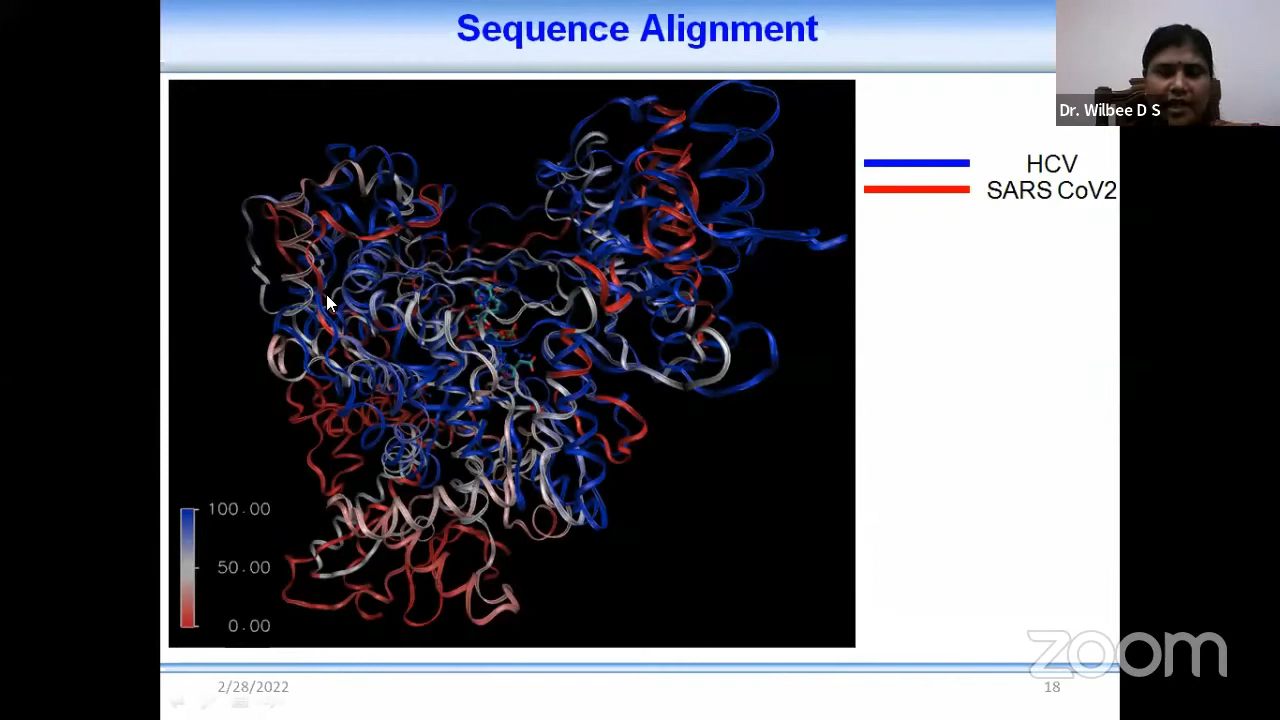 Sequence Alignment
Dr. Wilbee D S
HCV
SARS CoV2
100.00
50.00
0.00
zoom
2/28/2022
18